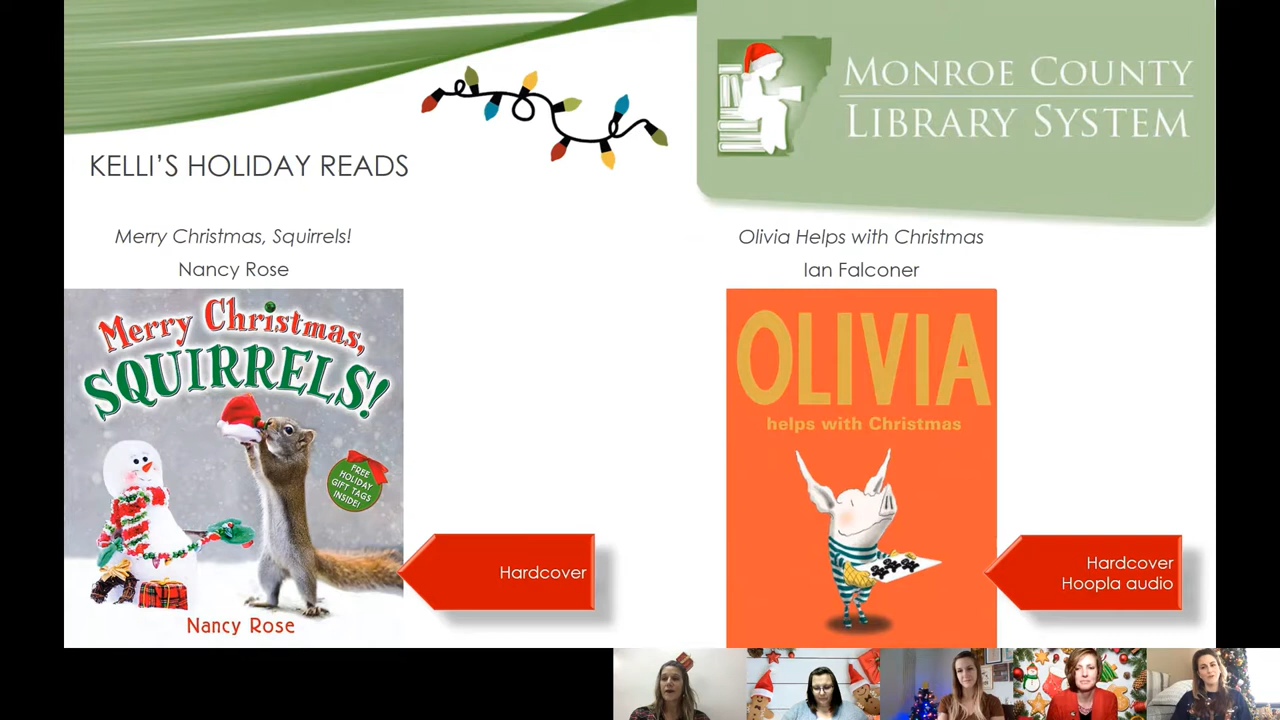 MONROE COUNTY
LIBRARY SYSTEM
KELLI'S HOLIDAY READS
Merry Christmas, Squirrels!
Nancy Rose
Merry Christmas,
SQUIRRELS!
FREE
HOLIDAY
GIFT TAGS
INSIDE!
Nancy Rose
Hardcover
Olivia Helps with Christmas
Ian Falconer
OLIVIA
helps with Christmas
Hardcover
Hoopla audio